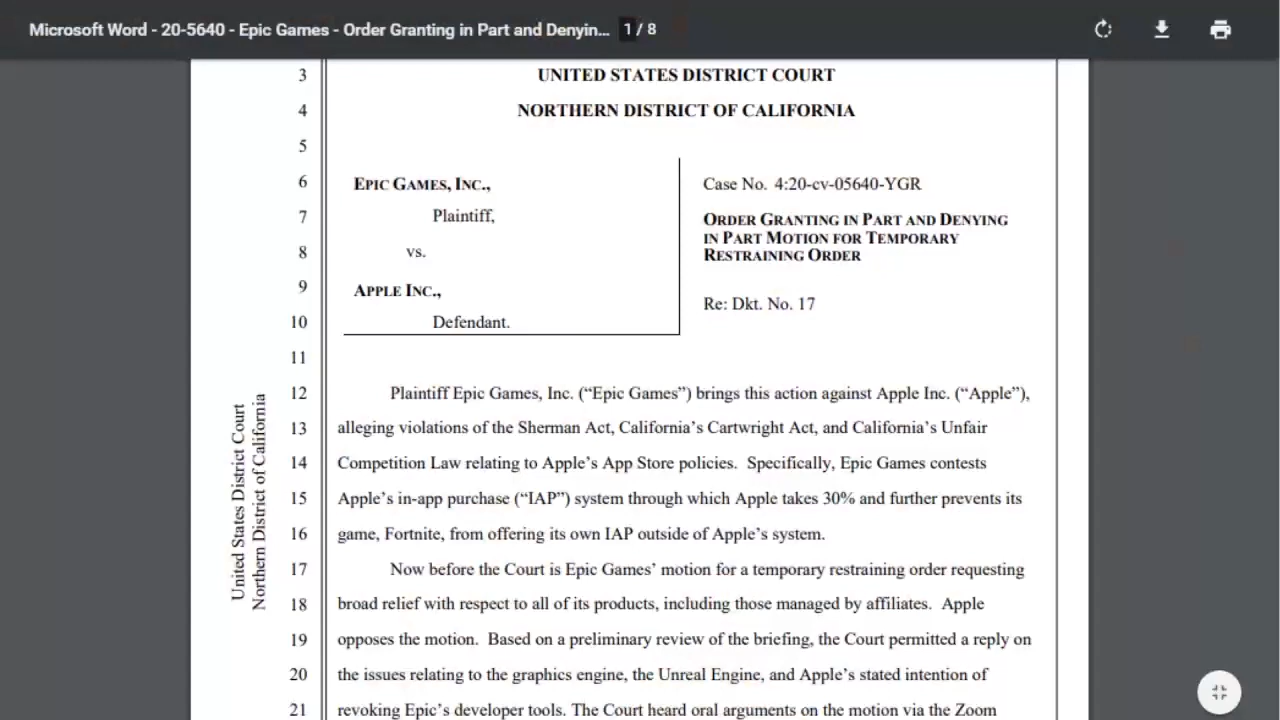 Microsoft Word - 20-5640 - Epic Games - Order Granting in Part and Denyin... 1 / 8
3 UNITED STATES DISTRICT COURT
4 NORTHERN DISTRICT OF CALIFORNIA
5
6 EPIC GAMES, INC., Case No. 4:20-cv-05640-YGR
7 Plaintiff, ORDER GRANTING IN PART AND DENYING
IN PART MOTION FOR TEMPORARY
8 vs. RESTRAINING ORDER
9 APPLE INC., Re: Dkt. No. 17
10 Defendant.
11
12 Plaintiff Epic Games, Inc. (“Epic Games”) brings this action against Apple Inc. (“Apple”),
13 alleging violations of the Sherman Act, California’s Cartwright Act, and California’s Unfair
14 Competition Law relating to Apple’s App Store policies. Specifically, Epic Games contests
15 Apple’s in-app purchase (“IAP”) system through which Apple takes 30% and further prevents its
16 game, Fortnite, from offering its own IAP outside of Apple’s system.
17 Now before the Court is Epic Games’ motion for a temporary restraining order requesting
18 broad relief with respect to all of its products, including those managed by affiliates. Apple
19 opposes the motion. Based on a preliminary review of the briefing, the Court permitted a reply on
20 the issues relating to the graphics engine, the Unreal Engine, and Apple’s stated intention of
21 revoking Epic’s developer tools. The Court heard oral arguments on the motion via the Zoom
United States District Court
Northern District of California